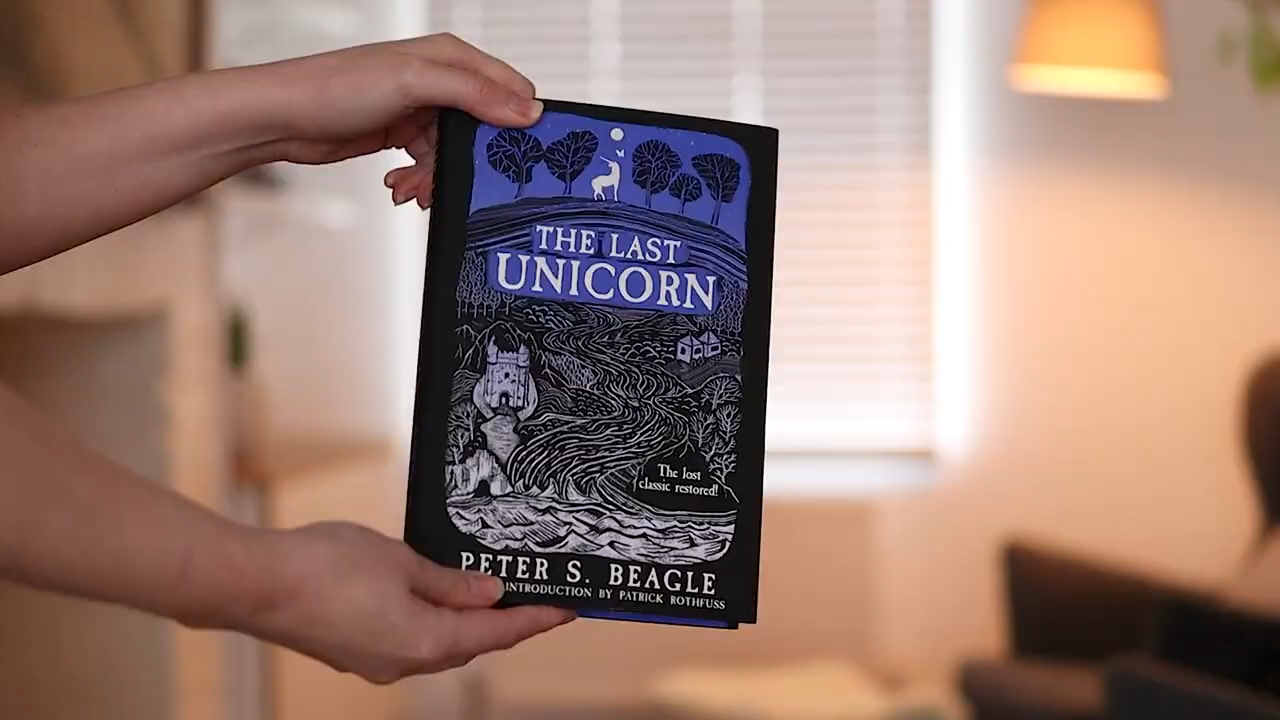 THE LAST
UNICORN
The lost
classic restored!
PETER S. BEAGLE
INTRODUCTION BY PATRICK ROTHFUSS